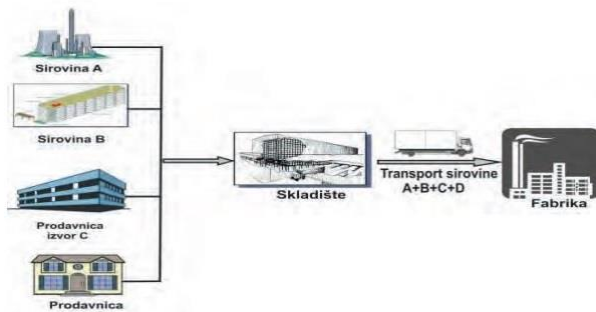 Sirovina A
Sirovina B
Prodavnica
izvor C
Prodavnica
Skladište
Transport sirovine
A+B+C+D
Fabrika